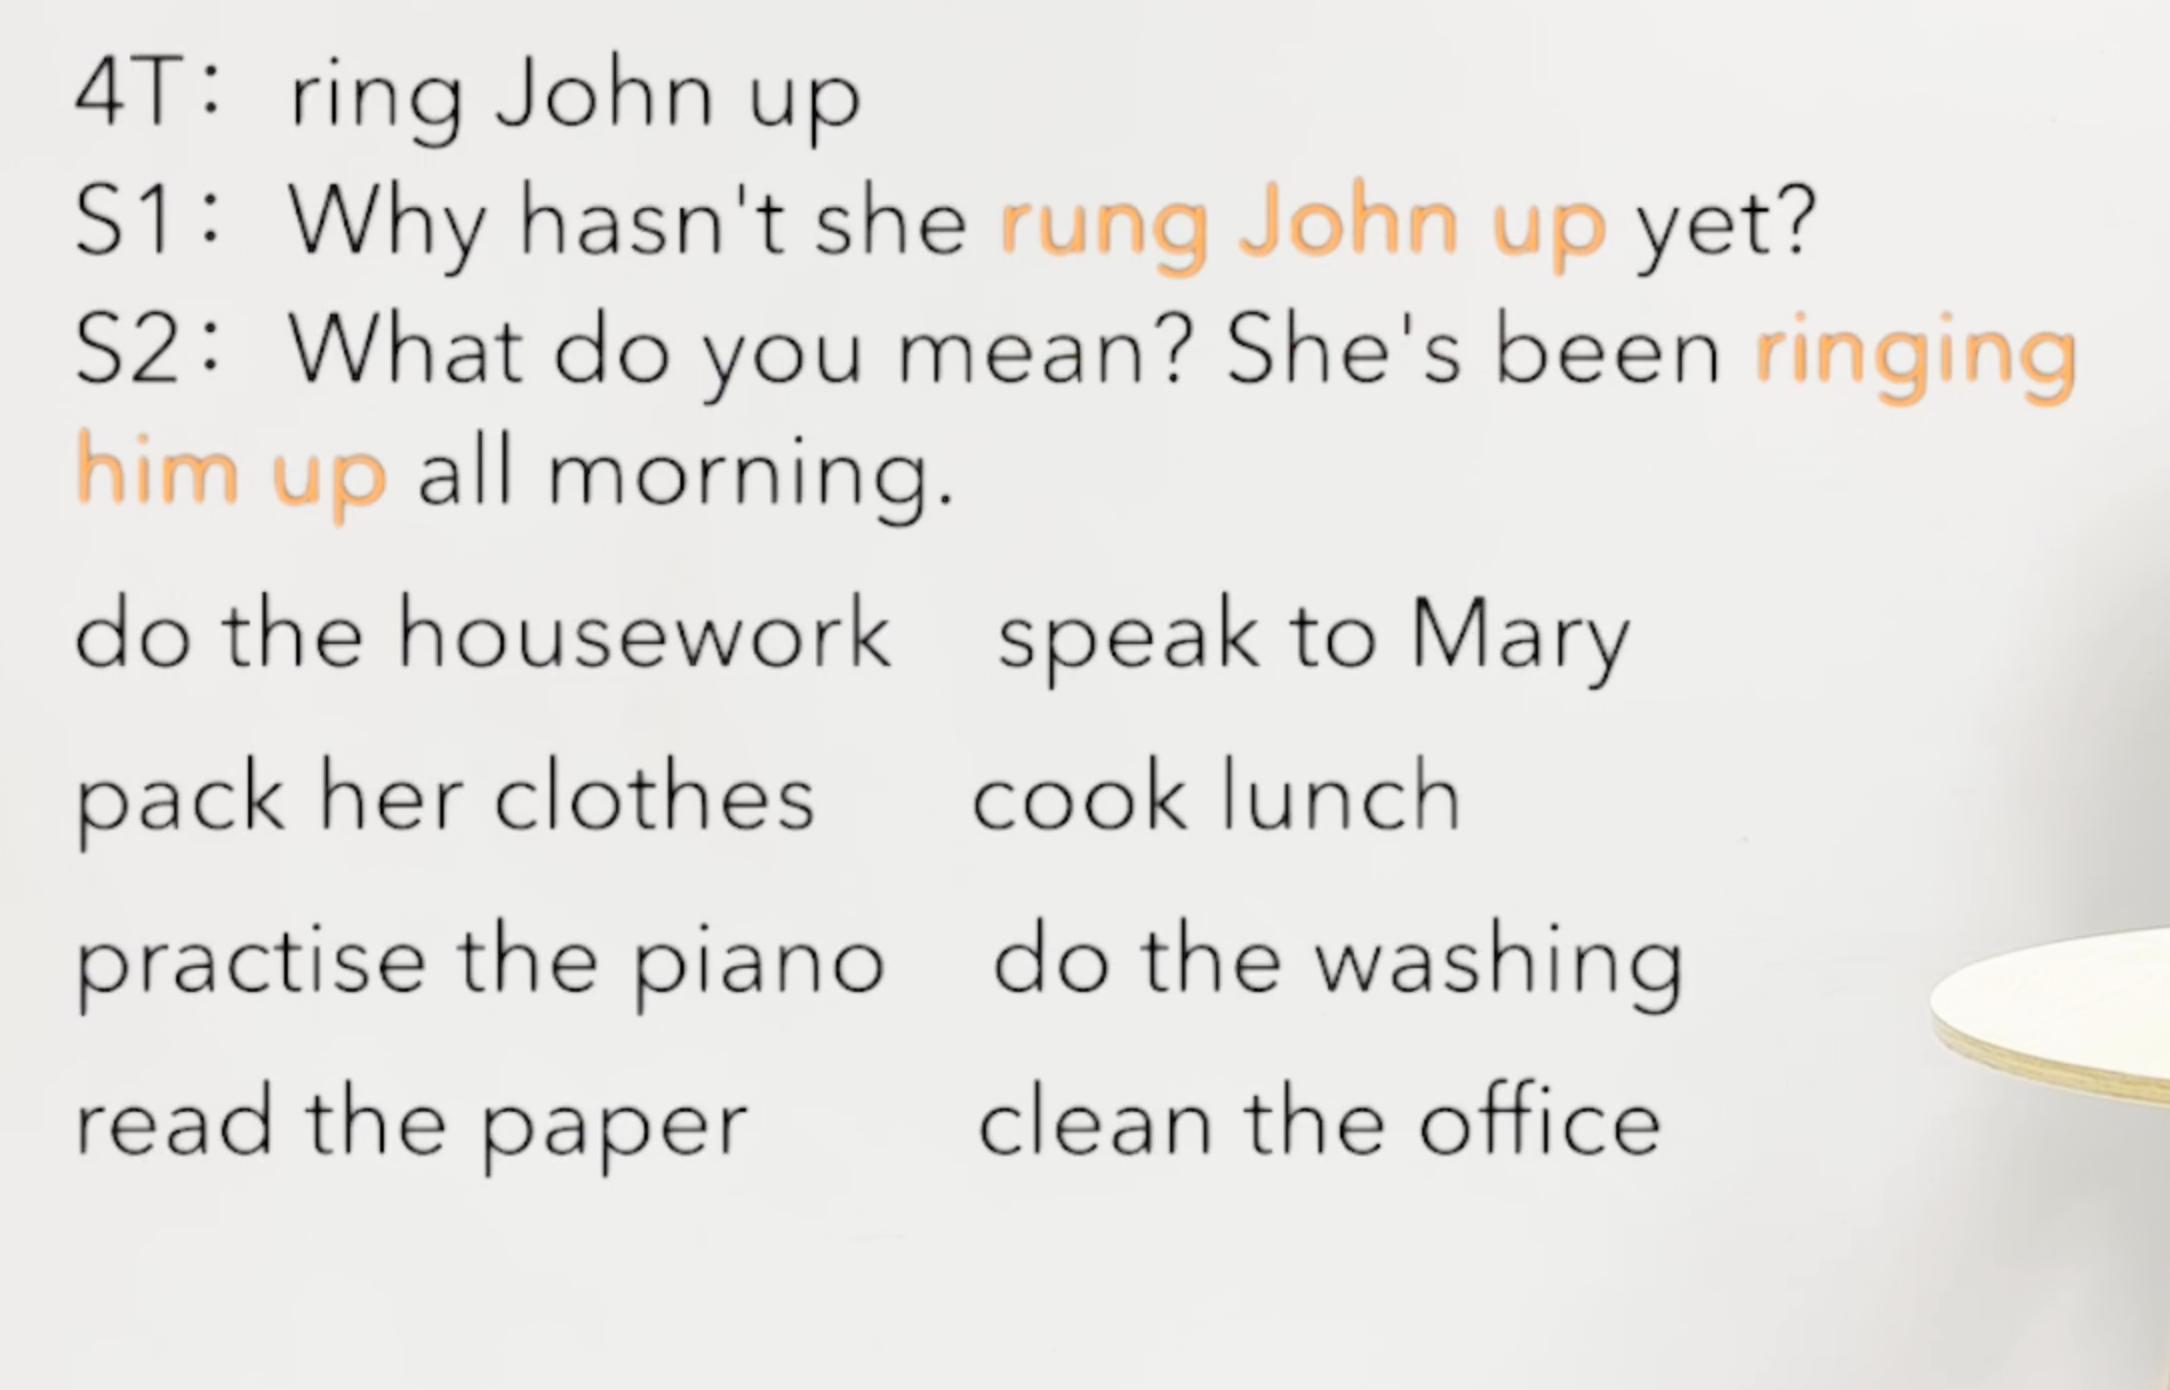 4T: ring John up
S1: Why hasn't she rung John up yet?
S2: What do you mean? She's been ringing
him up all morning.
do the housework speak to Mary
pack her clothes cook lunch
practise the piano do the washing
read the paper clean the office